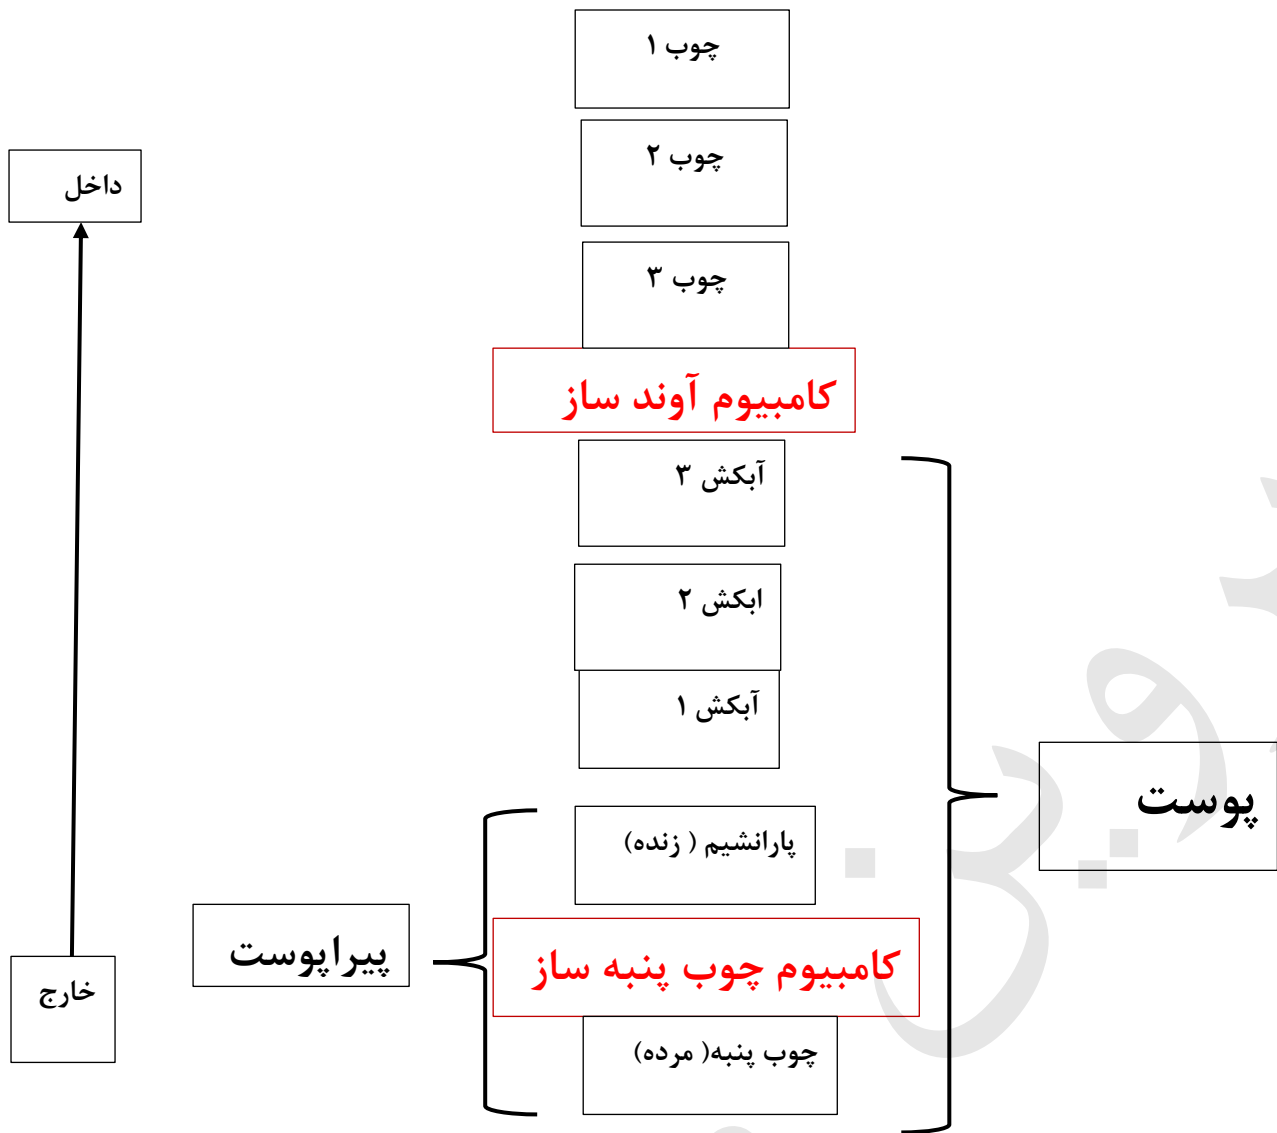 چوب ۱
چوب ۲
داخل
چوب ۳
کامبیوم آوند ساز
آبکش ۳
ابکش ۲
آبکش ۱
پوست
پارانشیم ( زنده)
پیراپوست
کامبیوم چوب پنبه ساز
خارج
چوب پنبه( مرده)